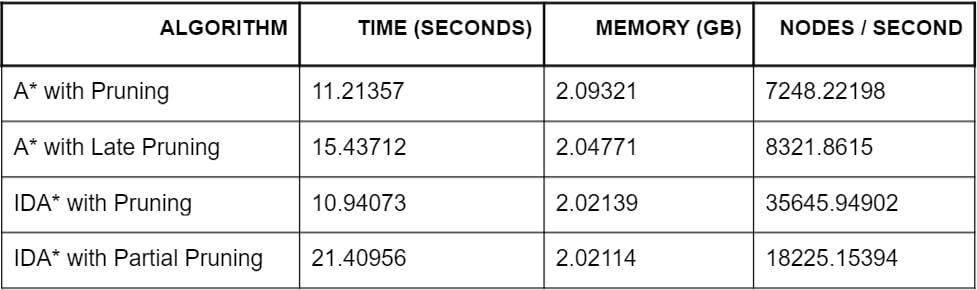 ALGORITHM TIME (SECONDS) MEMORY (GB) NODES / SECOND
A* with Pruning 11.21357 2.09321 7248.22198
A* with Late Pruning 15.43712 2.04771 8321.8615
IDA* with Pruning 10.94073 2.02139 35645.94902
IDA* with Partial Pruning 21.40956 2.02114 18225.15394